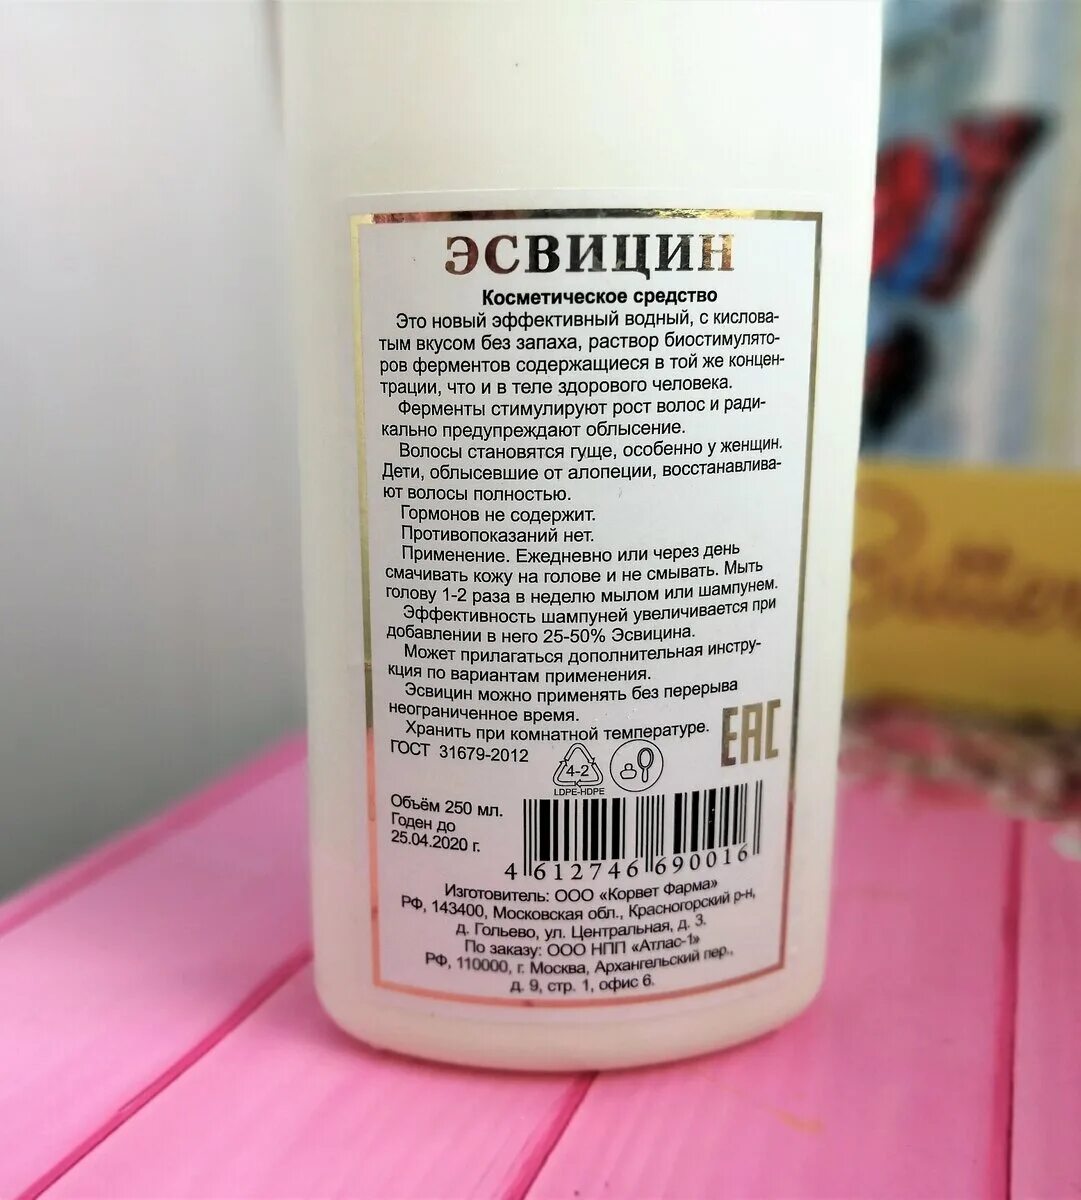 ЭСВИЦИН
Косметическое средство
Это новый эффективный водный, с кислова-
тым вкусом без запаха, раствор биостимулято-
ров ферментов содержащиеся в той же концен-
трации, что и в теле здорового человека.
Ферменты стимулируют рост волос и ради-
кально предупреждают облысение.
Волосы становятся гуще, особенно у женщин.
Дети, облысевшие от алопеции, восстанавлива-
ют волосы полностью.
Гормонов не содержит.
Противопоказаний нет.
Применение. Ежедневно или через день
смачивать кожу на голове и не смывать. Мыть
голову 1-2 раза в неделю мылом или шампунем.
Эффективность шампуней увеличивается при
добавлении в него 25-50% Эсвицина.
Может прилагаться дополнительная инстру-
кция по вариантам применения.
Эсвицин можно применять без перерыва
неограниченное время.
Хранить при комнатной температуре.
ГОСТ 31679-2012
EAC
4-2
LDPE-HDPE
Объём 250 мл.
Годен до
25.04.2020 г.
4 612746 690016
Изготовитель: ООО «Корвет Фарма»
РФ, 143400, Московская обл., Красногорский р-н,
д. Гольево, ул. Центральная, д. 3.
По заказу: ООО НПП «Атлас-1»
РФ, 110000, г. Москва, Архангельский пер.,
д. 9, стр. 1, офис 6.